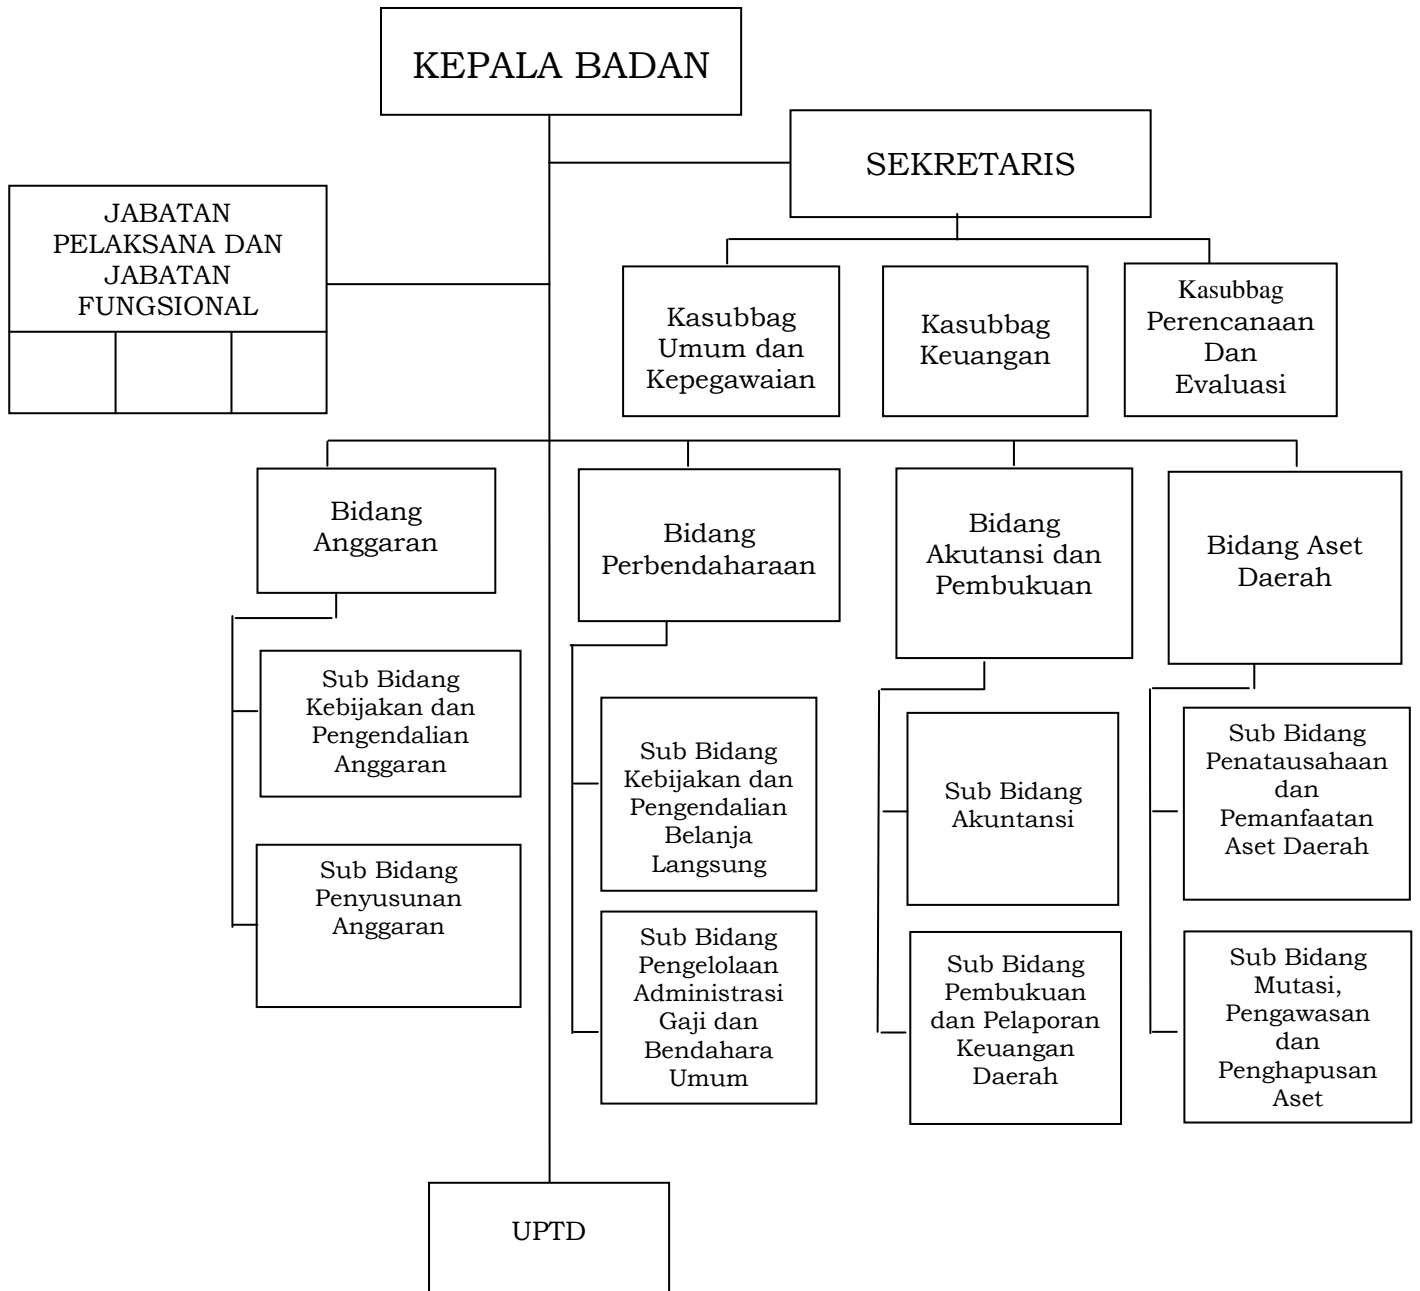 KEPALA BADAN
SEKRETARIS
JABATAN
PELAKSANA DAN
JABATAN
FUNGSIONAL
Kasubbag
Umum dan
Kepegawaian
Kasubbag
Keuangan
Kasubbag
Perencanaan
Dan
Evaluasi
Bidang
Anggaran
Bidang
Perbendaharaan
Bidang
Akutansi dan
Pembukuan
Bidang Aset
Daerah
Sub Bidang
Kebijakan dan
Pengendalian
Anggaran
Sub Bidang
Penyusunan
Anggaran
Sub Bidang
Kebijakan dan
Pengendalian
Belanja
Langsung
Sub Bidang
Pengelolaan
Administrasi
Gaji dan
Bendahara
Umum
Sub Bidang
Akuntansi
Sub Bidang
Pembukuan
dan Pelaporan
Keuangan
Daerah
Sub Bidang
Penatausahaan
dan
Pemanfaatan
Aset Daerah
Sub Bidang
Mutasi,
Pengawasan
dan
Penghapusan
Aset
UPTD